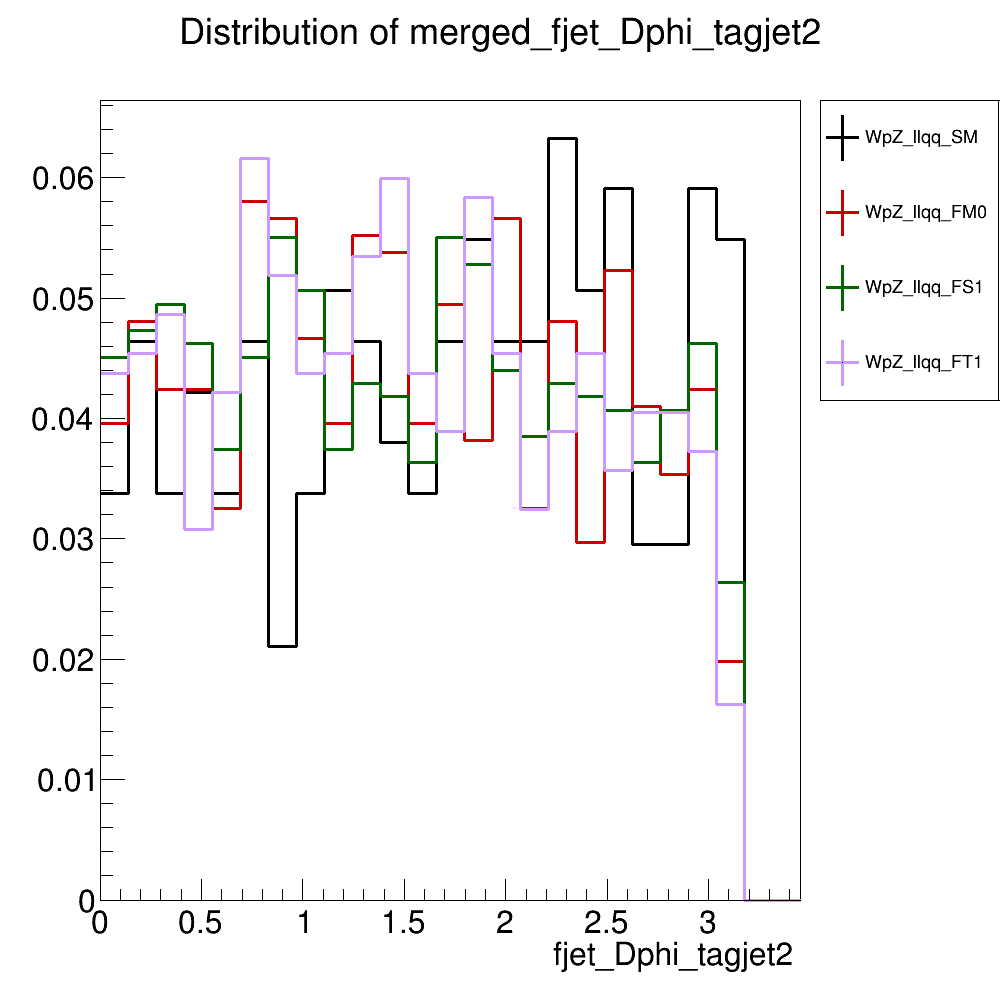 Distribution of merged_fjet_Dphi_tagjet2
WpZ_llqq_SM
WpZ_llqq_FM0
WpZ_llqq_FS1
WpZ_llqq_FT1
0.06
0.05
0.04
0.03
0.02
0.01
0
0 0.5 1 1.5 2 2.5 3
fjet_Dphi_tagjet2